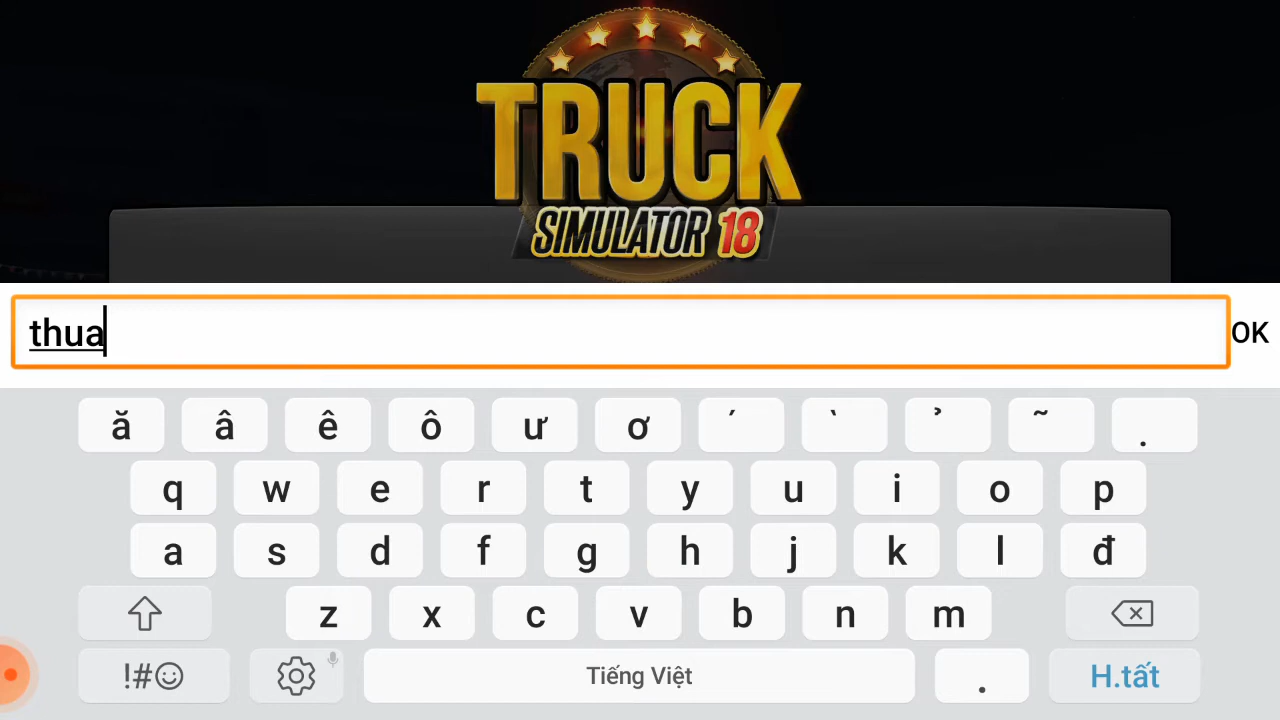 TRUCK
SIMULATOR 18
thua
OK
ă â ê ô ư ơ ˊ ˋ ̉ ˜ .
q w e r t y u i o p
a s d f g h j k l đ
z x c v b n m
!#☺ Tiếng Việt . H.tất